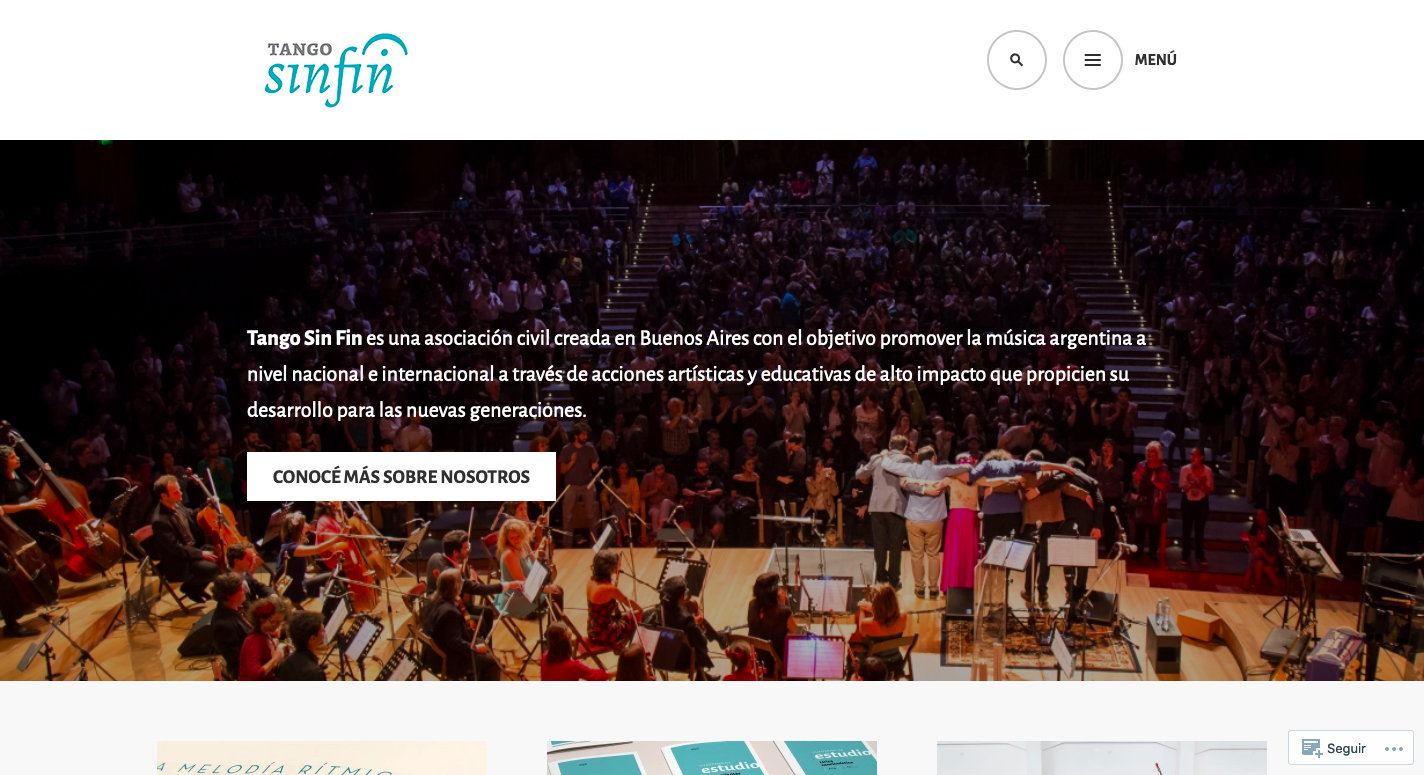 TANGO
sinfin
MENÚ
Tango Sin Fin es una asociación civil creada en Buenos Aires con el objetivo promover la música argentina a
nivel nacional e internacional a través de acciones artísticas y educativas de alto impacto que propicien su
desarrollo para las nuevas generaciones.
CONOCÉ MÁS SOBRE NOSOTROS
A MELODÍA RÍTMIC
estudio
estudio
Seguir